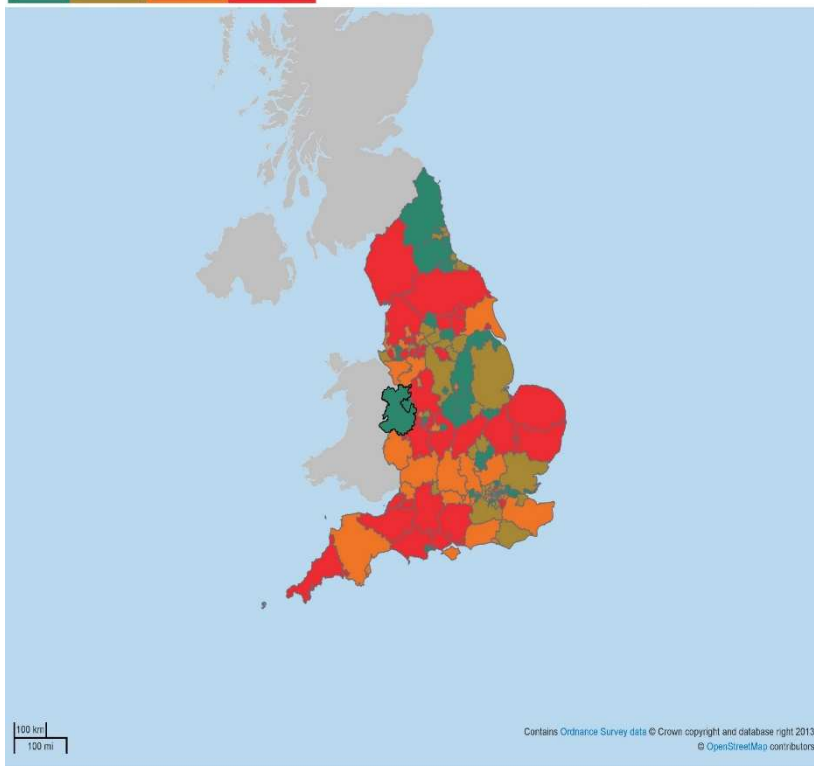 100 km
100 mi
Contains Ordnance Survey data © Crown copyright and database right 2013
© OpenStreetMap contributors